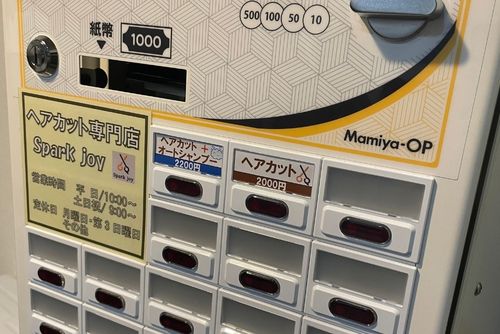 500 100 50 10
紙幣 1000
Mamiya-OP
ヘアカット専門店
Spark joy
Spark joy
営業時間 平 日/10:00〜
土日祝/ 9:00〜
定休日 月曜日・第3日曜日
その他
ヘアカット +
オートシャンプー
2200円
ヘアカット
2000円